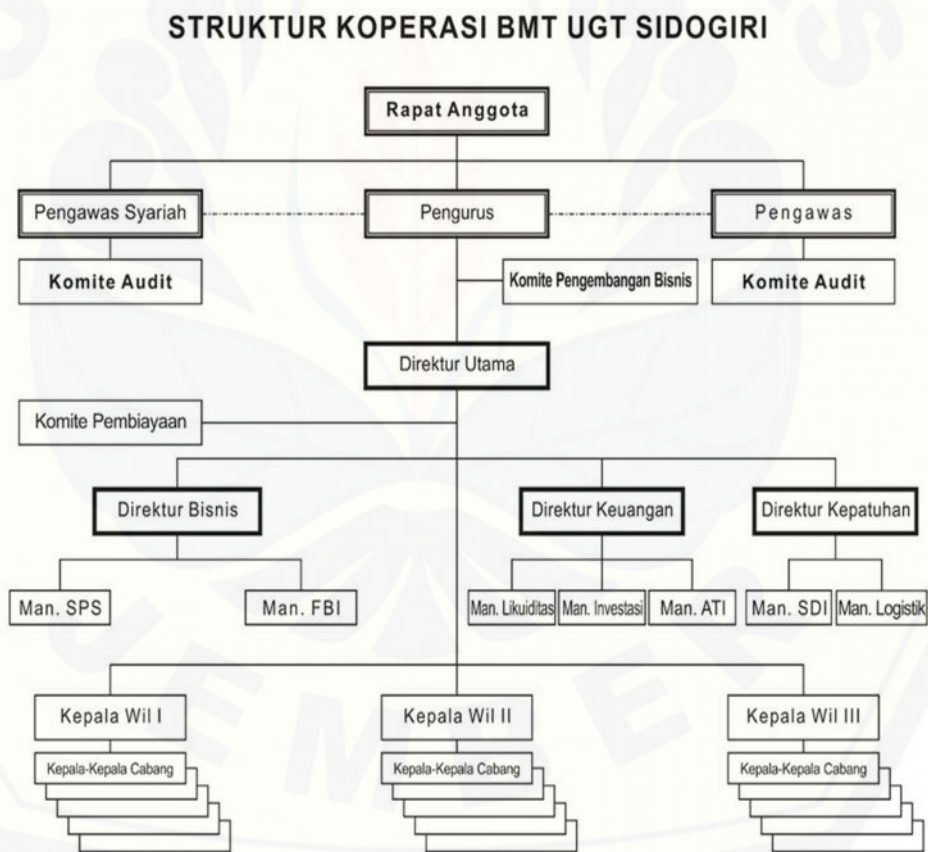 STRUKTUR KOPERASI BMT UGT SIDOGIRI
Rapat Anggota
Pengawas Syariah
Pengurus
Pengawas
Komite Audit
Komite Pengembangan Bisnis
Komite Audit
Direktur Utama
Komite Pembiayaan
Direktur Bisnis
Direktur Keuangan
Direktur Kepatuhan
Man. SPS
Man. FBI
Man. Likuiditas
Man. Investasi
Man. ATI
Man. SDI
Man. Logistik
JEMBER
Kepala Wil I
Kepala Wil II
Kepala Wil III
Kepala-Kepala Cabang
Kepala-Kepala Cabang
Kepala-Kepala Cabang